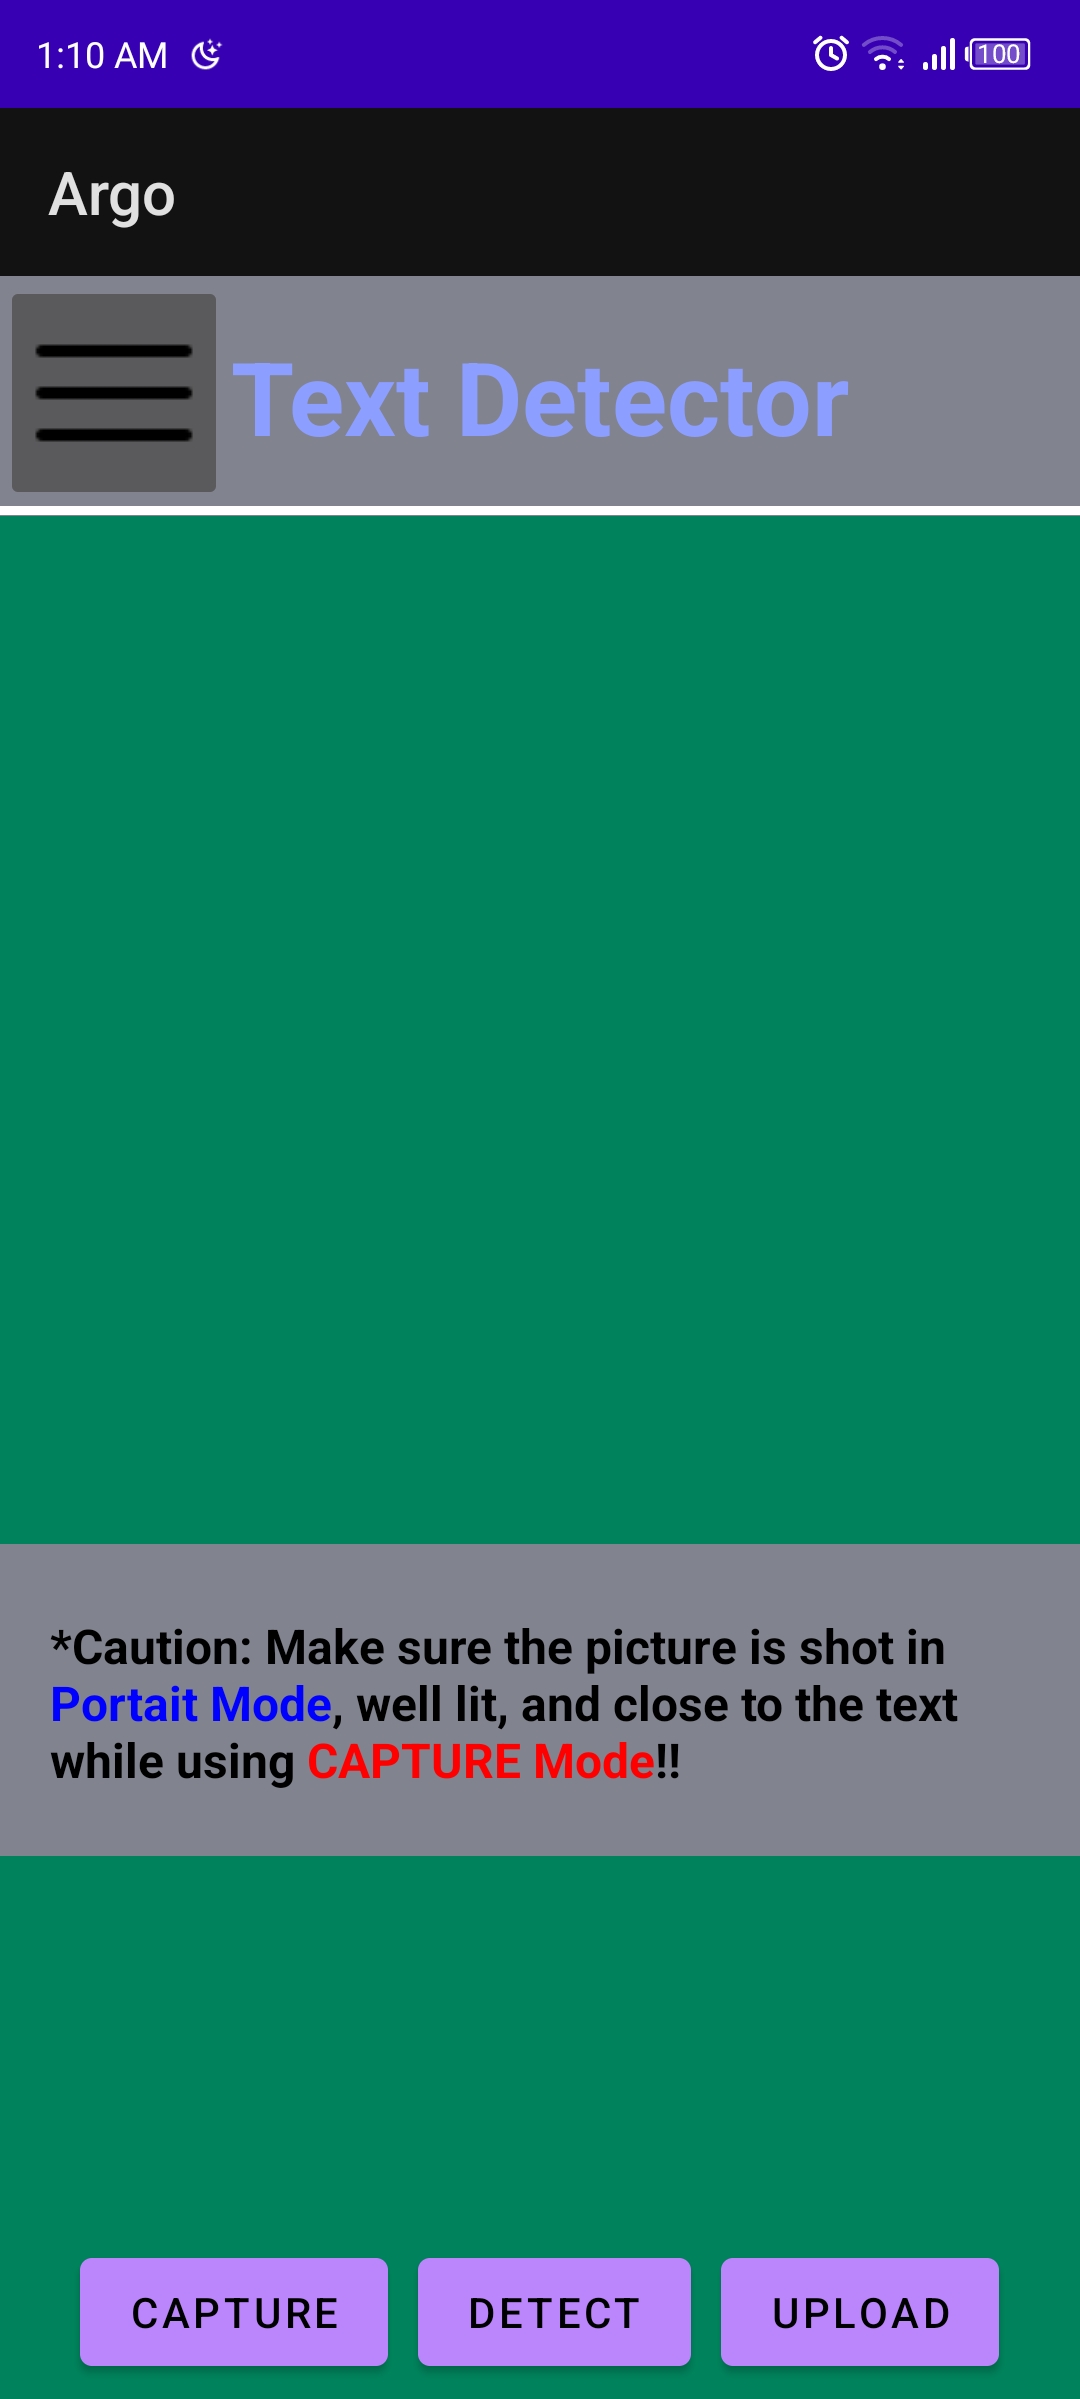 1:10 AM
100
Argo
Text Detector
*Caution: Make sure the picture is shot in
Portait Mode, well lit, and close to the text
while using CAPTURE Mode!!
CAPTURE DETECT UPLOAD